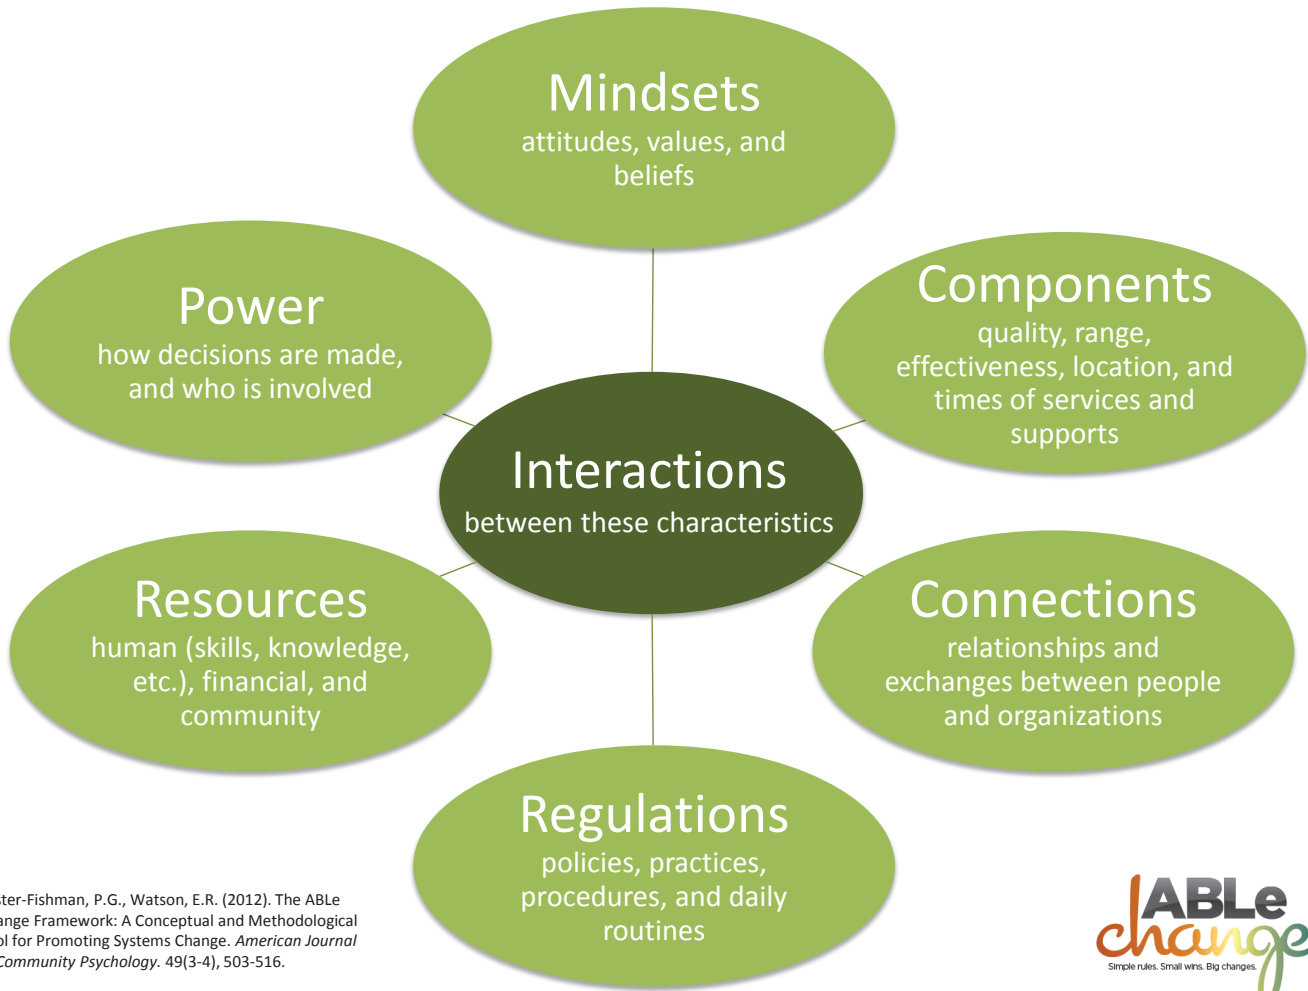 Mindsets
attitudes, values, and
beliefs
Power
how decisions are made,
and who is involved
Components
quality, range,
effectiveness, location, and
times of services and
supports
Interactions
between these characteristics
Resources
human (skills, knowledge,
etc.), financial, and
community
Connections
relationships and
exchanges between people
and organizations
Regulations
policies, practices,
procedures, and daily
routines
ster-Fishman, P.G., Watson, E.R. (2012). The ABLe
ange Framework: A Conceptual and Methodological
ol for Promoting Systems Change. American Journal
Community Psychology. 49(3-4), 503-516.
ABLe
change
Simple rules. Small wins. Big changes.